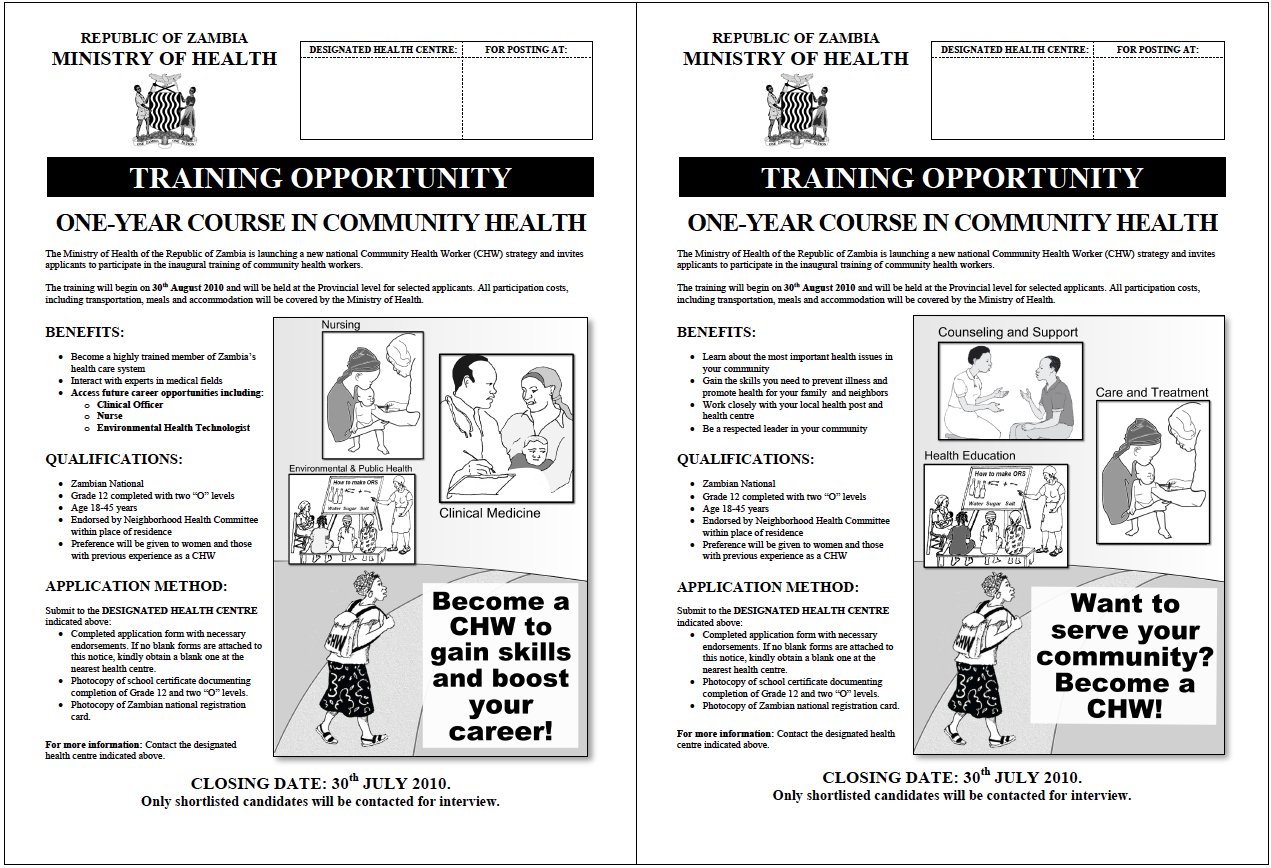 REPUBLIC OF ZAMBIA
MINISTRY OF HEALTH
DESIGNATED HEALTH CENTRE:
FOR POSTING AT:
TRAINING OPPORTUNITY
ONE-YEAR COURSE IN COMMUNITY HEALTH
The Ministry of Health of the Republic of Zambia is launching a new national Community Health Worker (CHW) strategy and invites
applicants to participate in the inaugural training of community health workers.
The training will begin on 30th August 2010 and will be held at the Provincial level for selected applicants. All participation costs,
including transportation, meals and accommodation will be covered by the Ministry of Health.
BENEFITS:
• Become a highly trained member of Zambia's
health care system
• Interact with experts in medical fields
• Access future career opportunities including:
o Clinical Officer
o Nurse
o Environmental Health Technologist
QUALIFICATIONS:
• Zambian National
• Grade 12 completed with two “O” levels
• Age 18-45 years
• Endorsed by Neighborhood Health Committee
within place of residence
• Preference will be given to women and those
with previous experience as a CHW
APPLICATION METHOD:
Submit to the DESIGNATED HEALTH CENTRE
indicated above:
• Completed application form with necessary
endorsements. If no blank forms are attached to
this notice, kindly obtain a blank one at the
nearest health centre.
• Photocopy of school certificate documenting
completion of Grade 12 and two “O” levels.
• Photocopy of Zambian national registration
card.
For more information: Contact the designated
health centre indicated above.
Nursing
Environmental & Public Health
How to make ORS
Water Sugar Salt
Clinical Medicine
CHW
Become a
CHW to
gain skills
and boost
your
career!
CLOSING DATE: 30th JULY 2010.
Only shortlisted candidates will be contacted for interview.
REPUBLIC OF ZAMBIA
MINISTRY OF HEALTH
DESIGNATED HEALTH CENTRE:
FOR POSTING AT:
TRAINING OPPORTUNITY
ONE-YEAR COURSE IN COMMUNITY HEALTH
The Ministry of Health of the Republic of Zambia is launching a new national Community Health Worker (CHW) strategy and invites
applicants to participate in the inaugural training of community health workers.
The training will begin on 30th August 2010 and will be held at the Provincial level for selected applicants. All participation costs,
including transportation, meals and accommodation will be covered by the Ministry of Health.
BENEFITS:
• Learn about the most important health issues in
your community
• Gain the skills you need to prevent illness and
promote health for your family and neighbors
• Work closely with your local health post and
health centre
• Be a respected leader in your community
QUALIFICATIONS:
• Zambian National
• Grade 12 completed with two “O” levels
• Age 18-45 years
• Endorsed by Neighborhood Health Committee
within place of residence
• Preference will be given to women and those
with previous experience as a CHW
APPLICATION METHOD:
Submit to the DESIGNATED HEALTH CENTRE
indicated above:
• Completed application form with necessary
endorsements. If no blank forms are attached to
this notice, kindly obtain a blank one at the
nearest health centre.
• Photocopy of school certificate documenting
completion of Grade 12 and two “O” levels.
• Photocopy of Zambian national registration card.
For more information: Contact the designated health
centre indicated above.
Counseling and Support
Care and Treatment
Health Education
How to make ORS
Water Sugar Salt
CHW
Want to
serve your
community?
Become a
CHW!
CLOSING DATE: 30th JULY 2010.
Only shortlisted candidates will be contacted for interview.